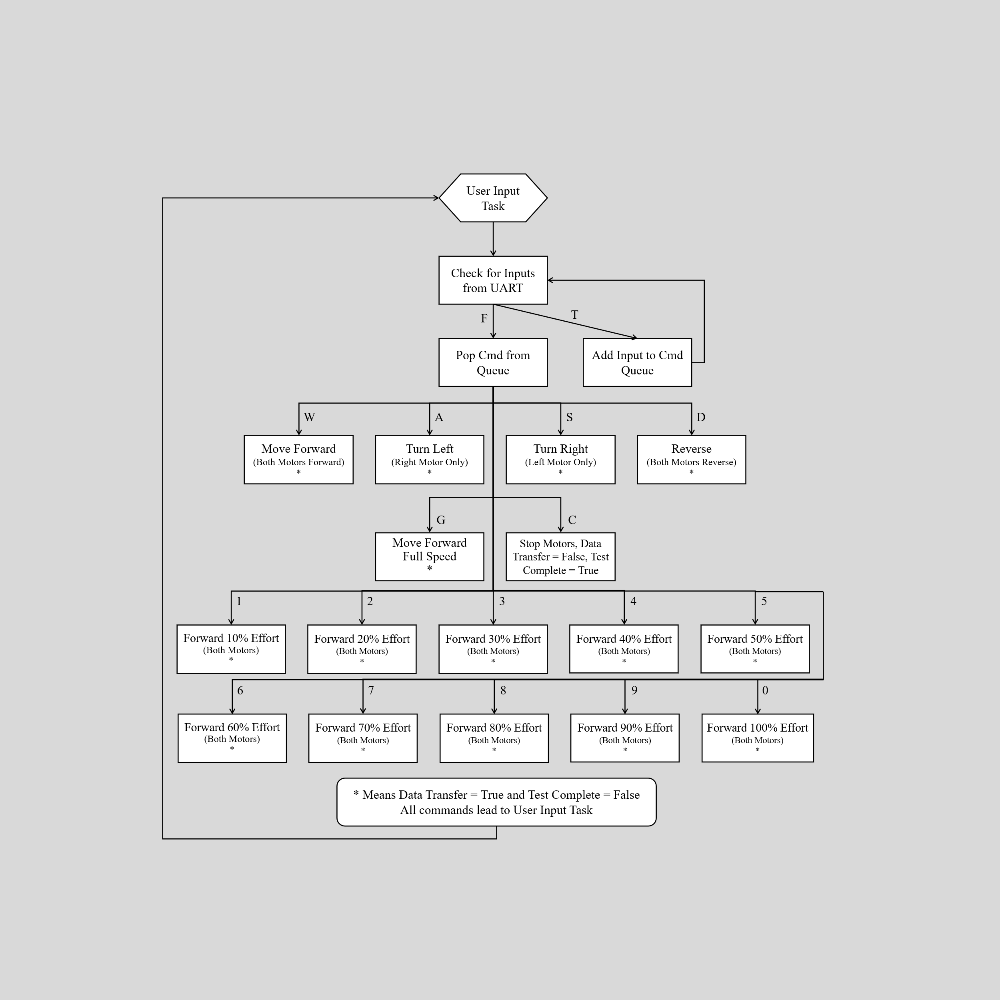 User Input
Task
Check for Inputs
from UART
F
T
Pop Cmd from
Queue
Add Input to Cmd
Queue
W
A
S
D
Move Forward
(Both Motors Forward)
*
Turn Left
(Right Motor Only)
*
Turn Right
(Left Motor Only)
*
Reverse
(Both Motors Reverse)
*
G
C
Move Forward
Full Speed
*
Stop Motors, Data
Transfer = False, Test
Complete = True
1
2
3
4
5
Forward 10% Effort
(Both Motors)
*
Forward 20% Effort
(Both Motors)
*
Forward 30% Effort
(Both Motors)
*
Forward 40% Effort
(Both Motors)
*
Forward 50% Effort
(Both Motors)
*
6
7
8
9
0
Forward 60% Effort
(Both Motors)
*
Forward 70% Effort
(Both Motors)
*
Forward 80% Effort
(Both Motors)
*
Forward 90% Effort
(Both Motors)
*
Forward 100% Effort
(Both Motors)
*
* Means Data Transfer = True and Test Complete = False
All commands lead to User Input Task